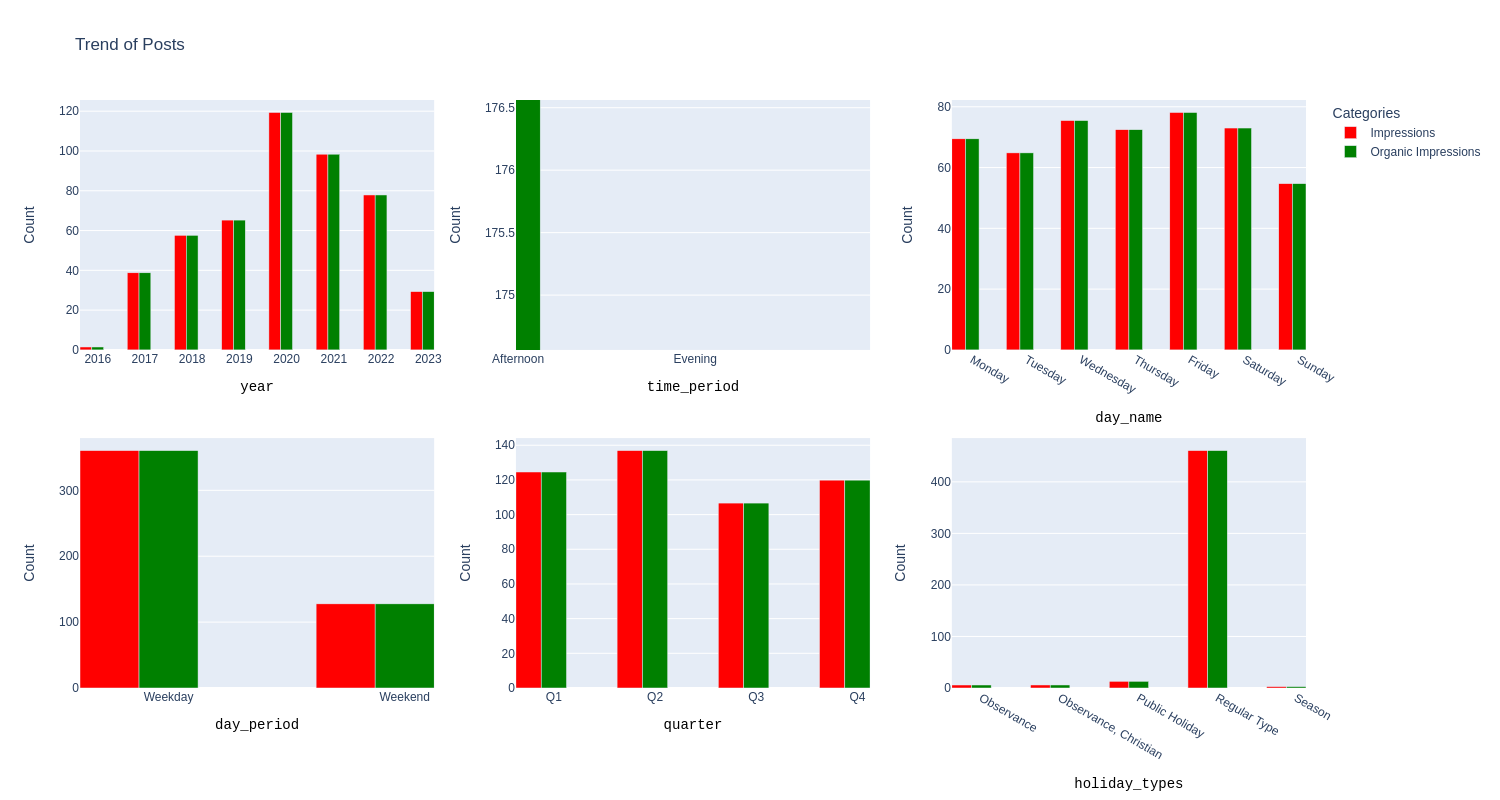 Trend of Posts
120
100
80
60
40
20
0
Count
2016 2017 2018 2019 2020 2021 2022 2023
year
176.5
176
175.5
175
Count
Afternoon Evening
time_period
80
60
40
20
0
Count
Monday Tuesday Wednesday Thursday Friday Saturday Sunday
day_name
Categories
Impressions
Organic Impressions
300
200
100
0
Count
Weekday Weekend
day_period
140
120
100
80
60
40
20
0
Count
Q1 Q2 Q3 Q4
quarter
400
300
200
100
0
Count
Observance Observance, Christian Public Holiday Regular Type Season
holiday_types